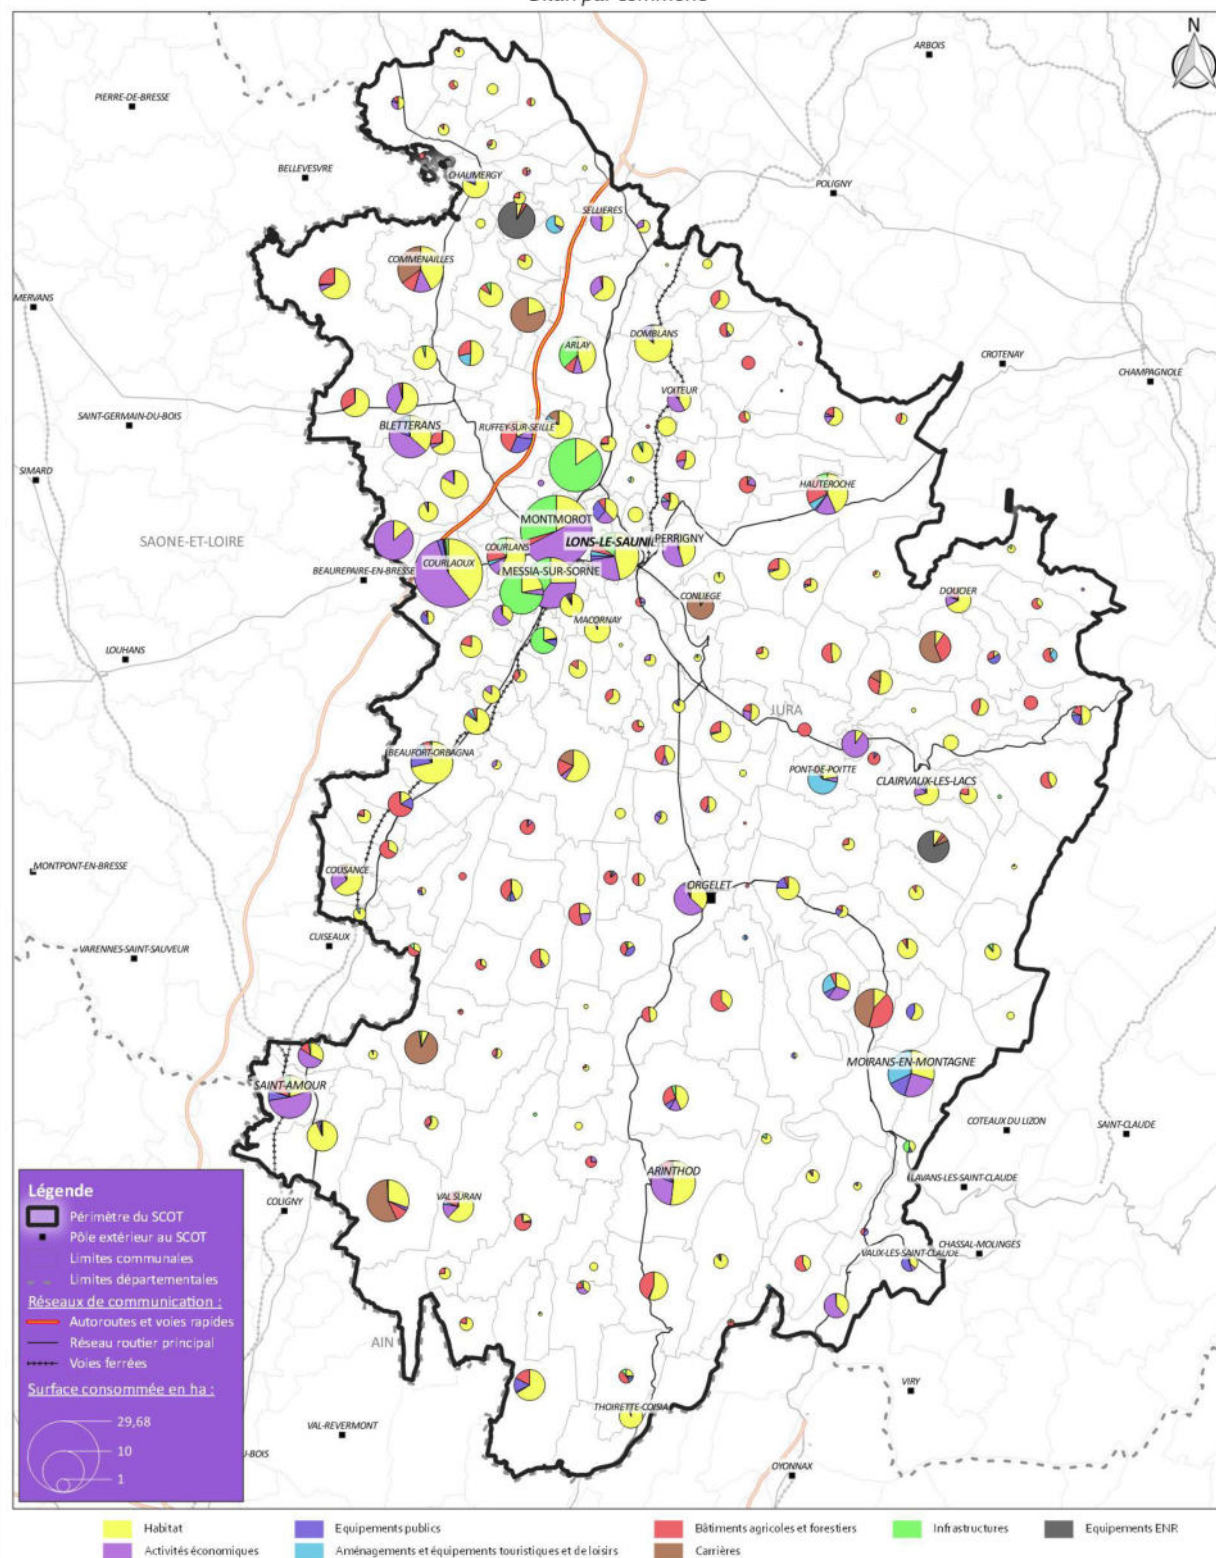 Bilan par commune
N
ARBOIS
PIERRE-DE-BRESSE
BELLEVESVRE
CHAUMERGY
POLIGNY
SELLIERES
COMMENAILLES
MERVANS
DOMBLANS
ARLAY
CROTENAY
CHAMPAGNOLE
VOITEUR
SAINT-GERMAIN-DU-BOIS
BLETTERANS
RUFFEY-SUR-SEILLE
SIMARD
HAUTEROCHE
MONTMOROT
SAONE-ET-LOIRE
LONS-LE-SAUNI
PERRIGNY
COURLANS
COURLAOUX
MESSIA-SUR-SORNE
BEAUREPAIRE-EN-BRESSE
DOUCIER
CONLIEGE
MACORNAY
LOUHANS
JURA
BEAUFORT-ORBAGNA
PONT-DE-POITTE
CLAIRVAUX-LES-LACS
MONTPONT-EN-BRESSE
COUSANCE
ORGELET
CUISEAUX
VARENNES-SAINT-SAUVEUR
MOIRANS-EN-MONTAGNE
SAINT-AMOUR
COTEAUX DU LIZON
SAINT-CLAUDE
ARINTHOD
LAVANS-LES-SAINT-CLAUDE
VAL SURAN
COLIGNY
CHASSAL-MOLINGES
VAUX-LES-SAINT-CLAUDE
AIN
VIRY
THOIRETTE-COISIA
VAL-REVERMONT
U-BOIS
OYONNAX
Légende
Périmètre du SCOT
Pôle extérieur au SCOT
Limites communales
Limites départementales
Réseaux de communication :
Autoroutes et voies rapides
Réseau routier principal
Voies ferrées
Surface consommée en ha :
29,68
10
1
Habitat
Equipements publics
Bâtiments agricoles et forestiers
Infrastructures
Equipements ENR
Activités économiques
Aménagements et équipements touristiques et de loisirs
Carrières